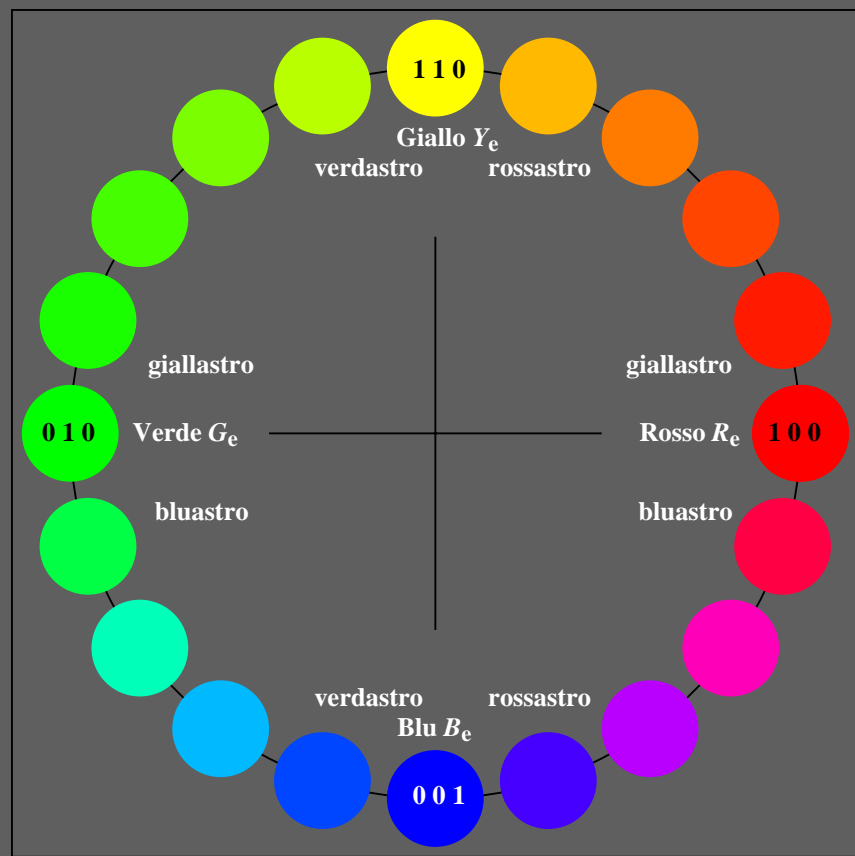 1 1 0
Giallo Ye
verdastro rossastro
giallastro giallastro
0 1 0 Verde Ge Rosso Re 1 0 0
bluastro bluastro
verdastro rossastro
Blu Be
0 0 1